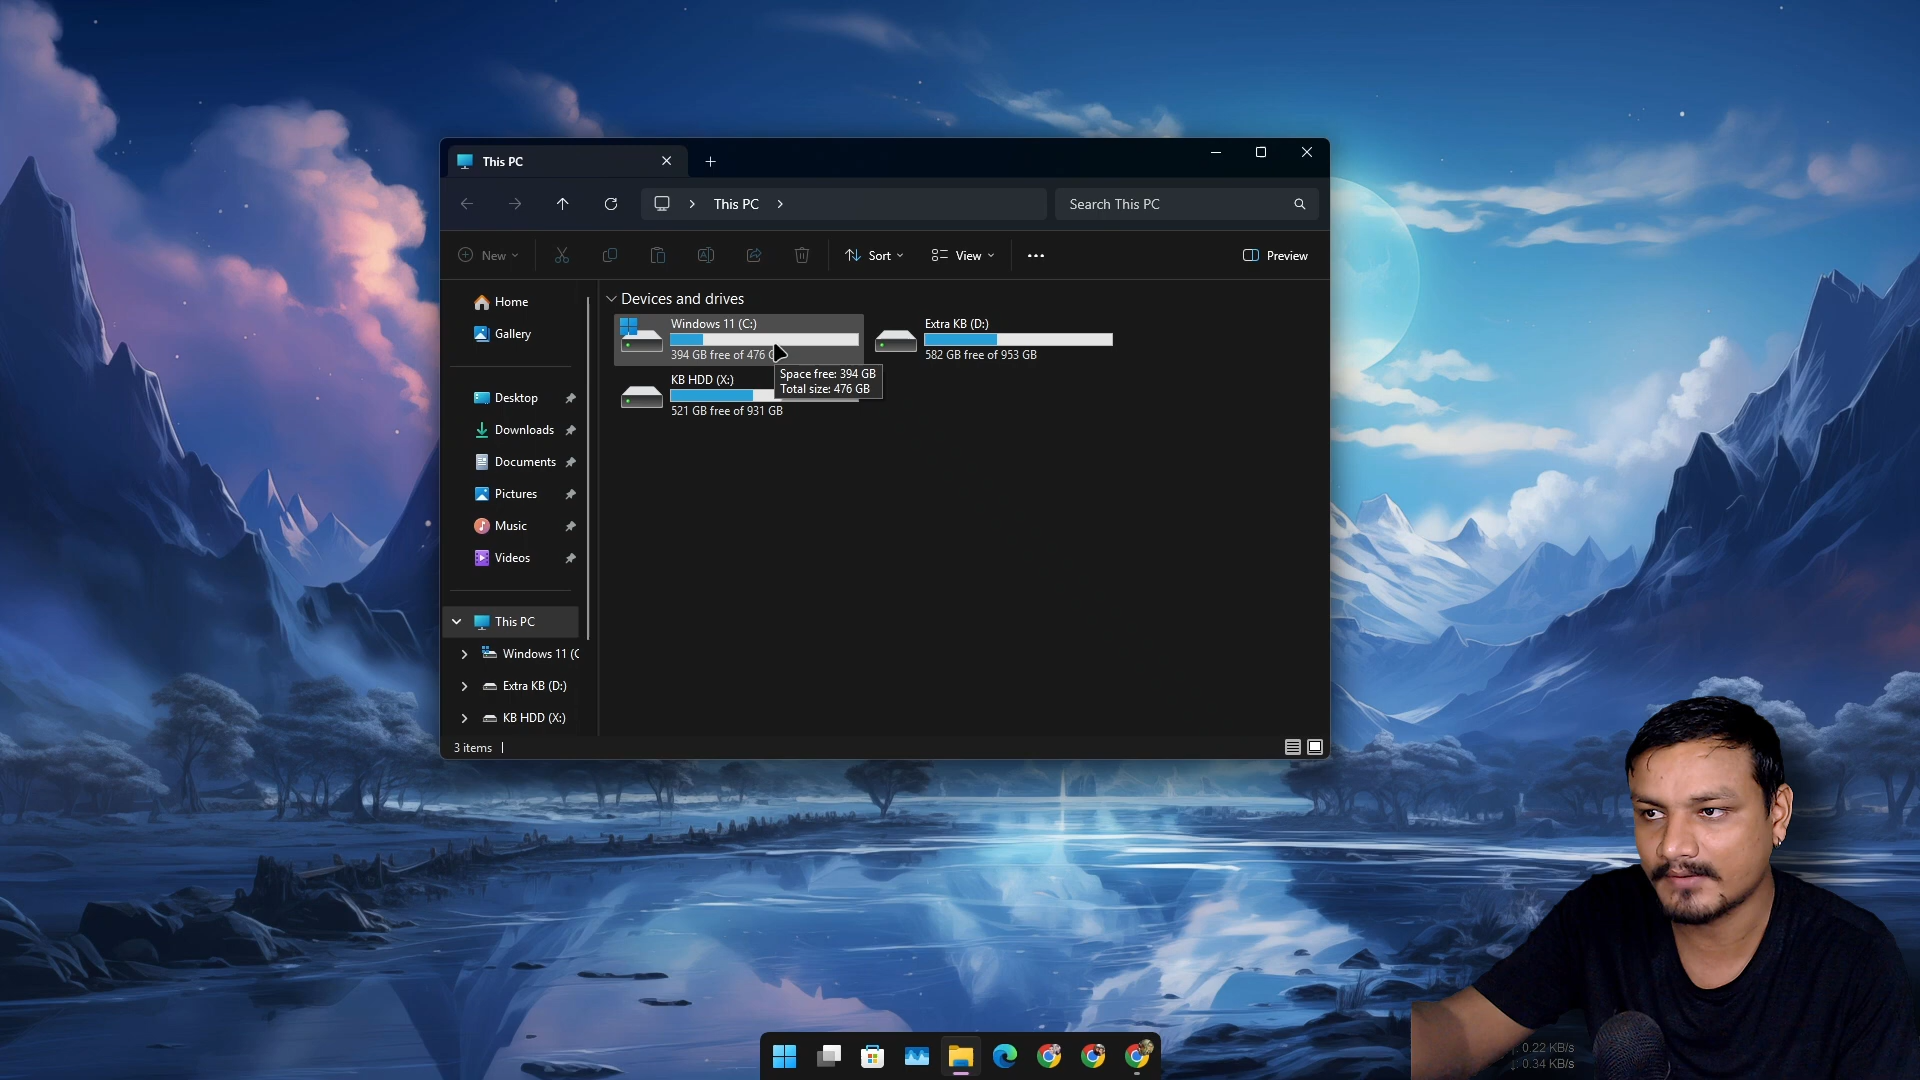 This PC
This PC
Search This PC
New
Sort
View
Preview
Home
Gallery
Desktop
Downloads
Documents
Pictures
Music
Videos
This PC
Windows 11 (C
Extra KB (D:)
KB HDD (X:)
Devices and drives
Windows 11 (C:)
394 GB free of 476 G
Extra KB (D:)
582 GB free of 953 GB
KB HDD (X:)
521 GB free of 931 GB
Space free: 394 GB
Total size: 476 GB
3 items
0.22 KB/s
0.34 KB/s